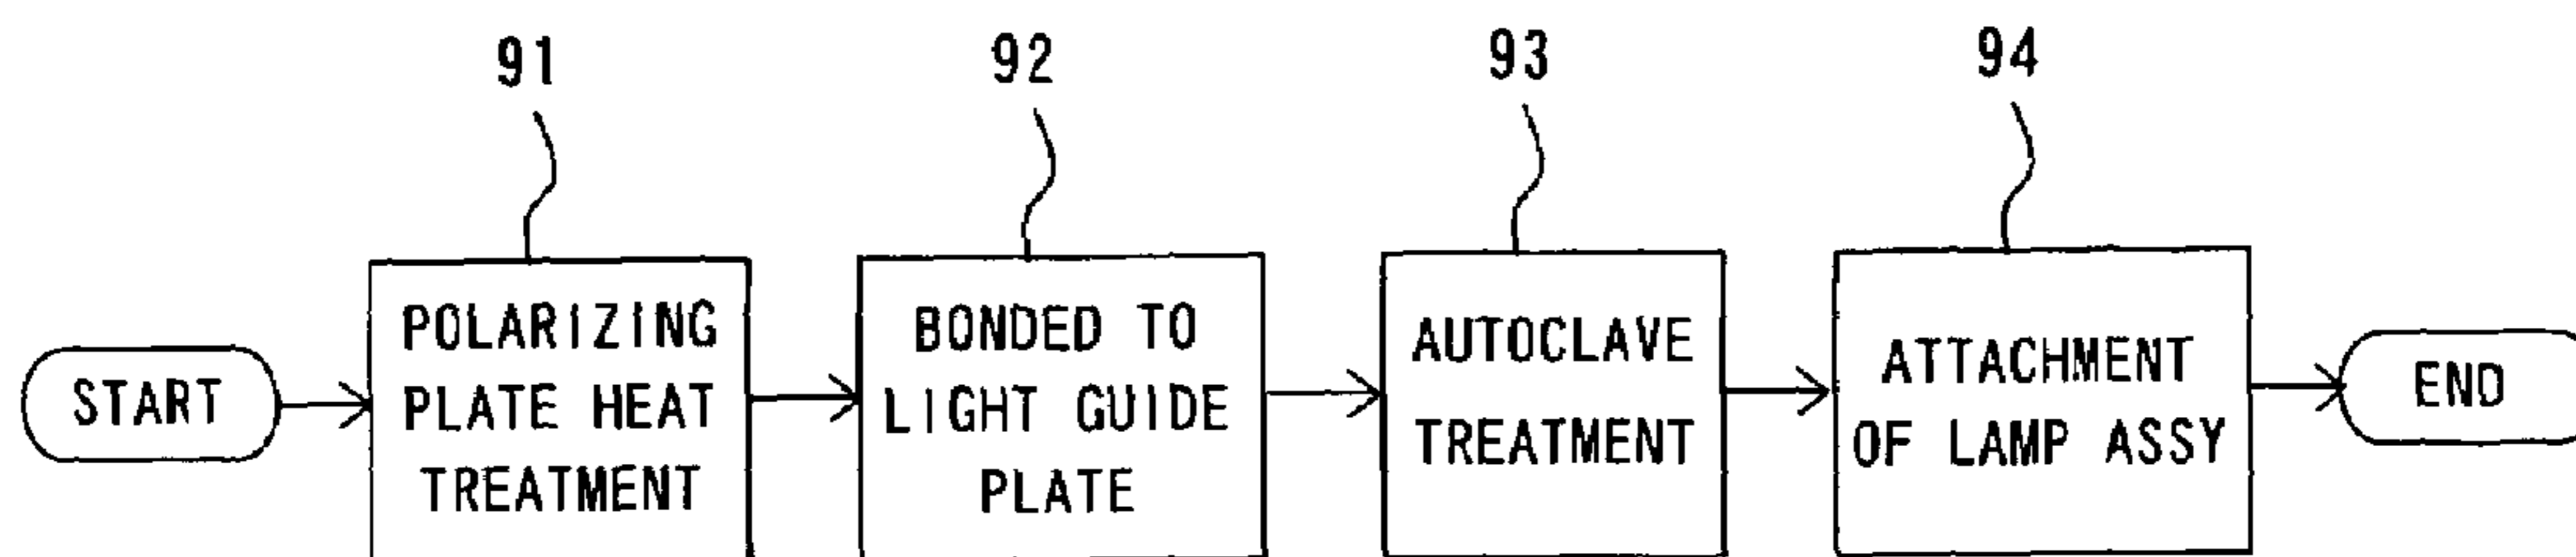 91
92
93
94
START
POLARIZING
PLATE HEAT
TREATMENT
BONDED TO
LIGHT GUIDE
PLATE
AUTOCLAVE
TREATMENT
ATTACHMENT
OF LAMP ASSY
END